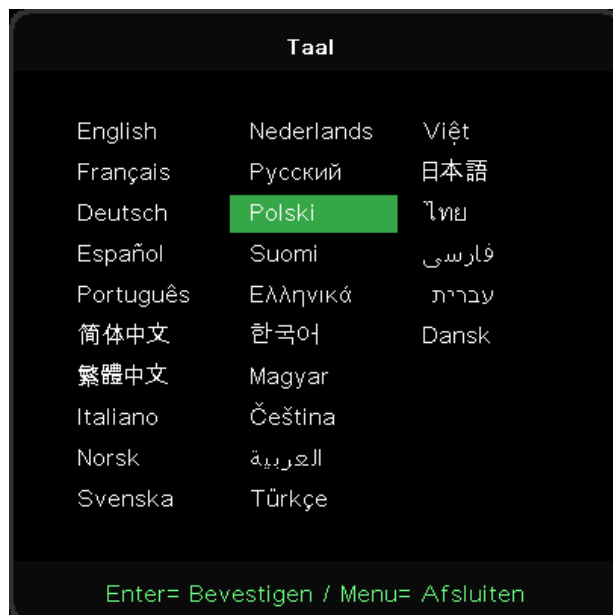 Taal
English Nederlands Việt
Français Русский 日本語
Deutsch Polski ไทย
Español Suomi فارسی
Português Ελληνικά עברית
简体中文 한국어 Dansk
繁體中文 Magyar
Italiano Čeština
Norsk العربية
Svenska Türkçe
Enter= Bevestigen / Menu= Afsluiten